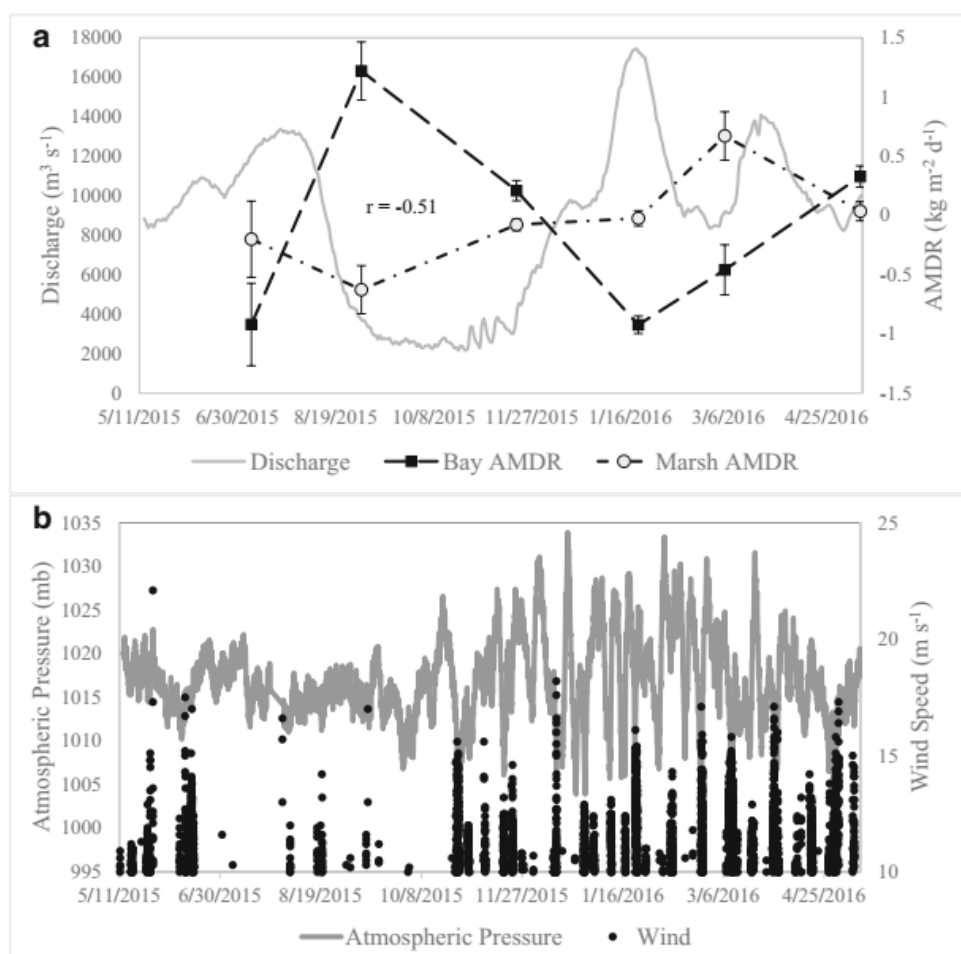 a
18000
16000
14000
12000
10000
8000
6000
4000
2000
0
Discharge (m³ s⁻¹)
r = -0.51
1.5
1
0.5
0
-0.5
-1
-1.5
AMDR (kg m⁻² d⁻¹)
5/11/2015 6/30/2015 8/19/2015 10/8/2015 11/27/2015 1/16/2016 3/6/2016 4/25/2016
Discharge Bay AMDR Marsh AMDR
b
1035
1030
1025
1020
1015
1010
1005
1000
995
Atmospheric Pressure (mb)
25
20
15
10
Wind Speed (m s⁻¹)
5/11/2015 6/30/2015 8/19/2015 10/8/2015 11/27/2015 1/16/2016 3/6/2016 4/25/2016
Atmospheric Pressure Wind